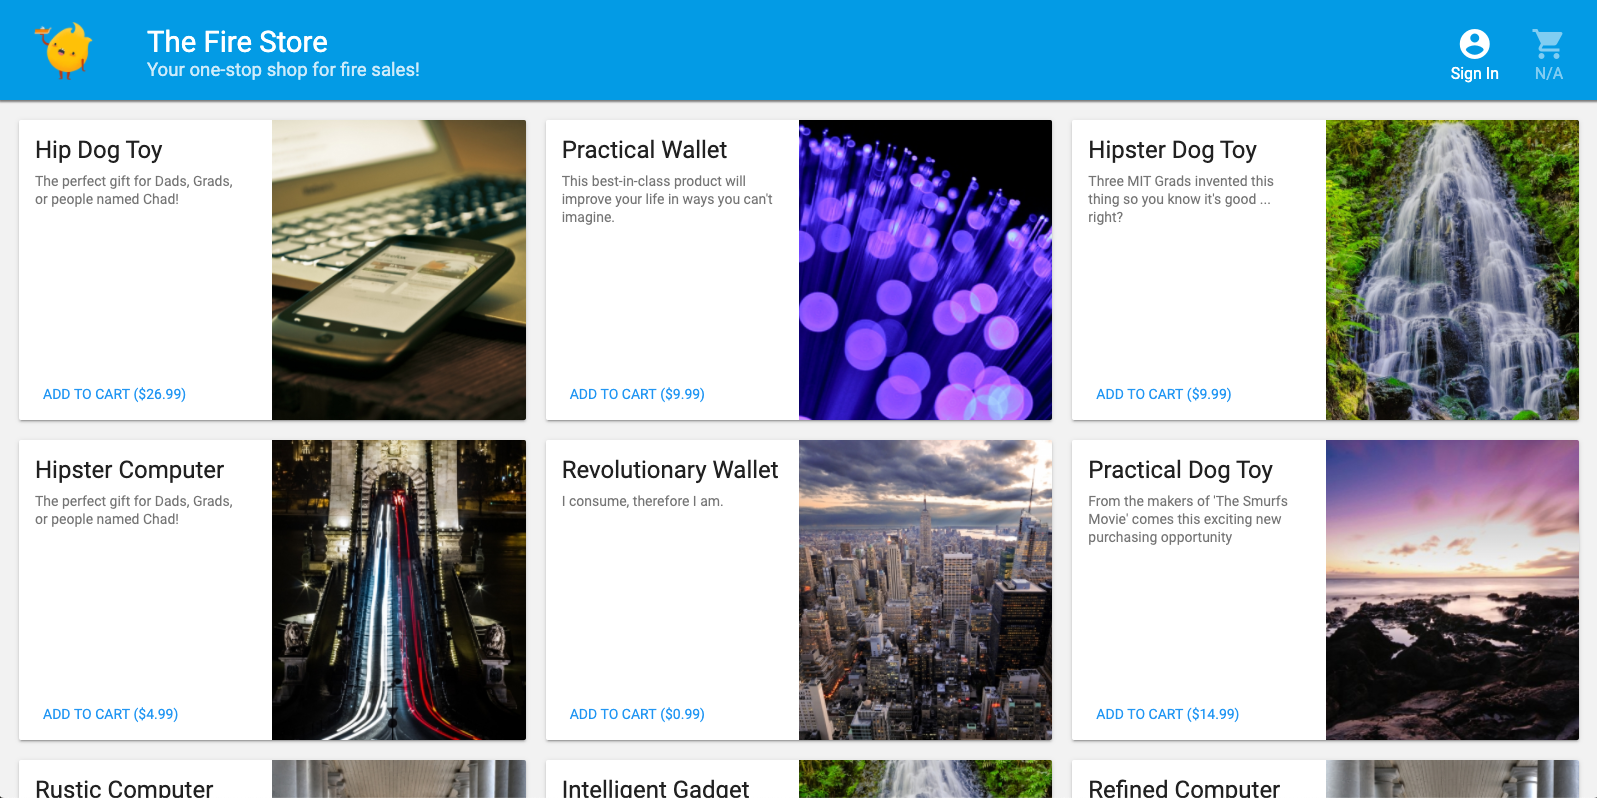 The Fire Store
Your one-stop shop for fire sales!
Sign In
N/A
Hip Dog Toy
The perfect gift for Dads, Grads,
or people named Chad!
ADD TO CART ($26.99)
Practical Wallet
This best-in-class product will
improve your life in ways you can't
imagine.
ADD TO CART ($9.99)
Hipster Dog Toy
Three MIT Grads invented this
thing so you know it's good ...
right?
ADD TO CART ($9.99)
Hipster Computer
The perfect gift for Dads, Grads,
or people named Chad!
ADD TO CART ($4.99)
Revolutionary Wallet
I consume, therefore I am.
ADD TO CART ($0.99)
Practical Dog Toy
From the makers of 'The Smurfs
Movie' comes this exciting new
purchasing opportunity
ADD TO CART ($14.99)
Rustic Computer
Intelligent Gadget
Refined Computer